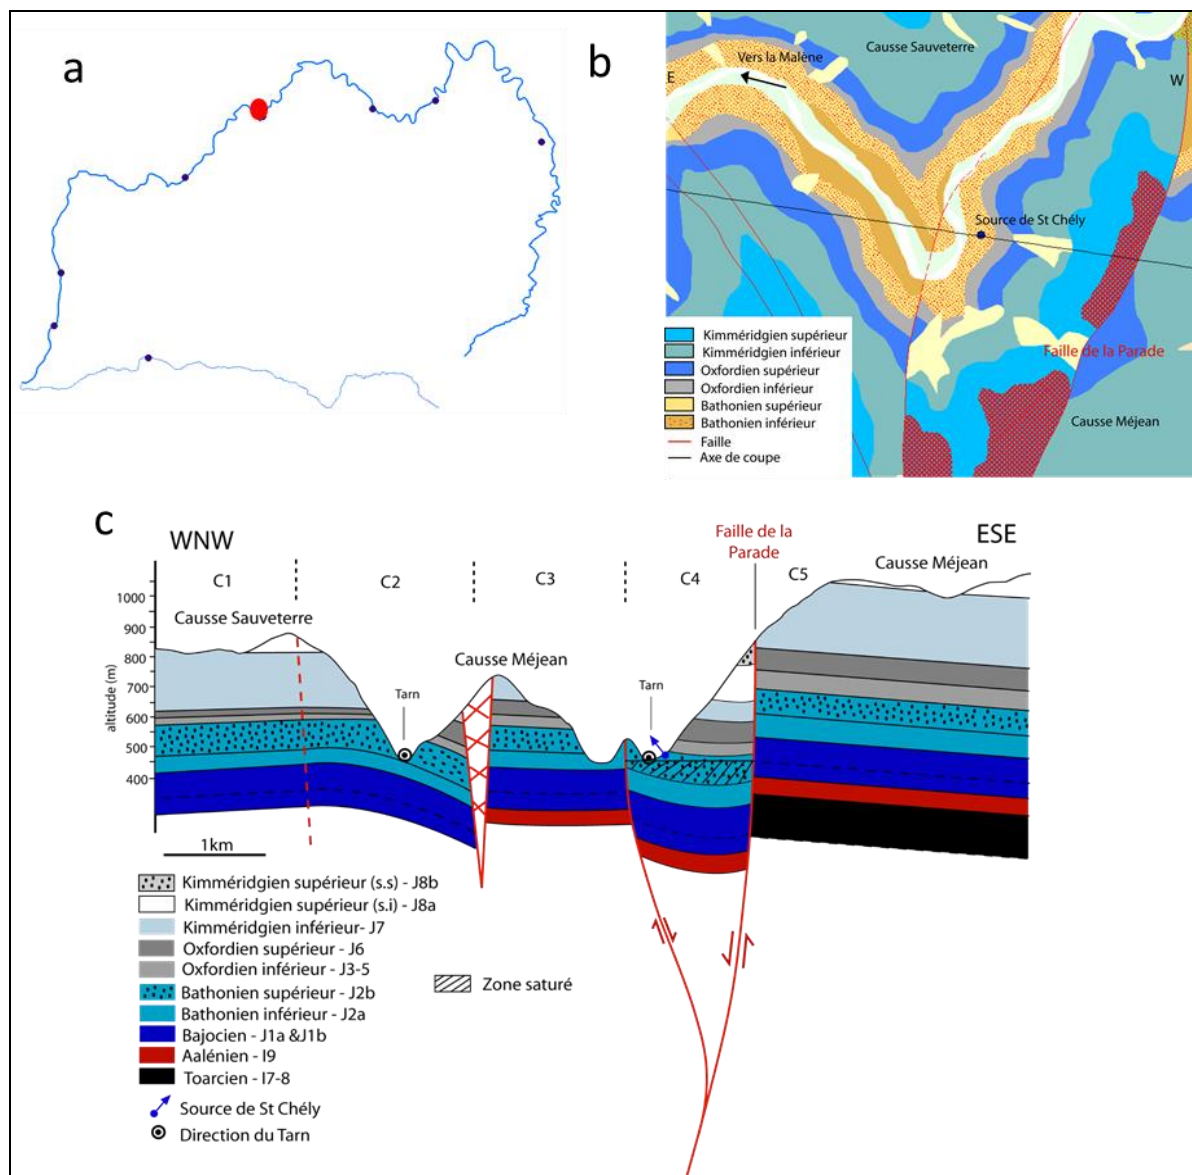 a
b
Causse Sauveterre
Vers la Malène
E
W
Source de St Chély
Faille de la Parade
Causse Méjean
Kimméridgien supérieur
Kimméridgien inférieur
Oxfordien supérieur
Oxfordien inférieur
Bathonien supérieur
Bathonien inférieur
Faille
Axe de coupe
c
WNW
Faille de la
Parade
ESE
C1
C2
C3
C4
C5
Causse Méjean
Causse Sauveterre
Causse Méjean
Tarn
Tarn
altitude (m)
1000
900
800
700
600
500
400
1km
Kimméridgien supérieur (s.s) - J8b
Kimméridgien supérieur (s.i) - J8a
Kimméridgien inférieur- J7
Oxfordien supérieur - J6
Oxfordien inférieur - J3-5
Bathonien supérieur - J2b
Bathonien inférieur - J2a
Bajocien - J1a &J1b
Aalénien - I9
Toarcien - I7-8
Source de St Chély
Direction du Tarn
Zone saturé